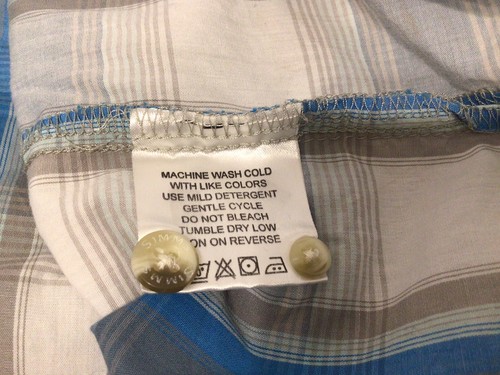 MACHINE WASH COLD
WITH LIKE COLORS
USE MILD DETERGENT
GENTLE CYCLE
DO NOT BLEACH
TUMBLE DRY LOW
ON REVERSE